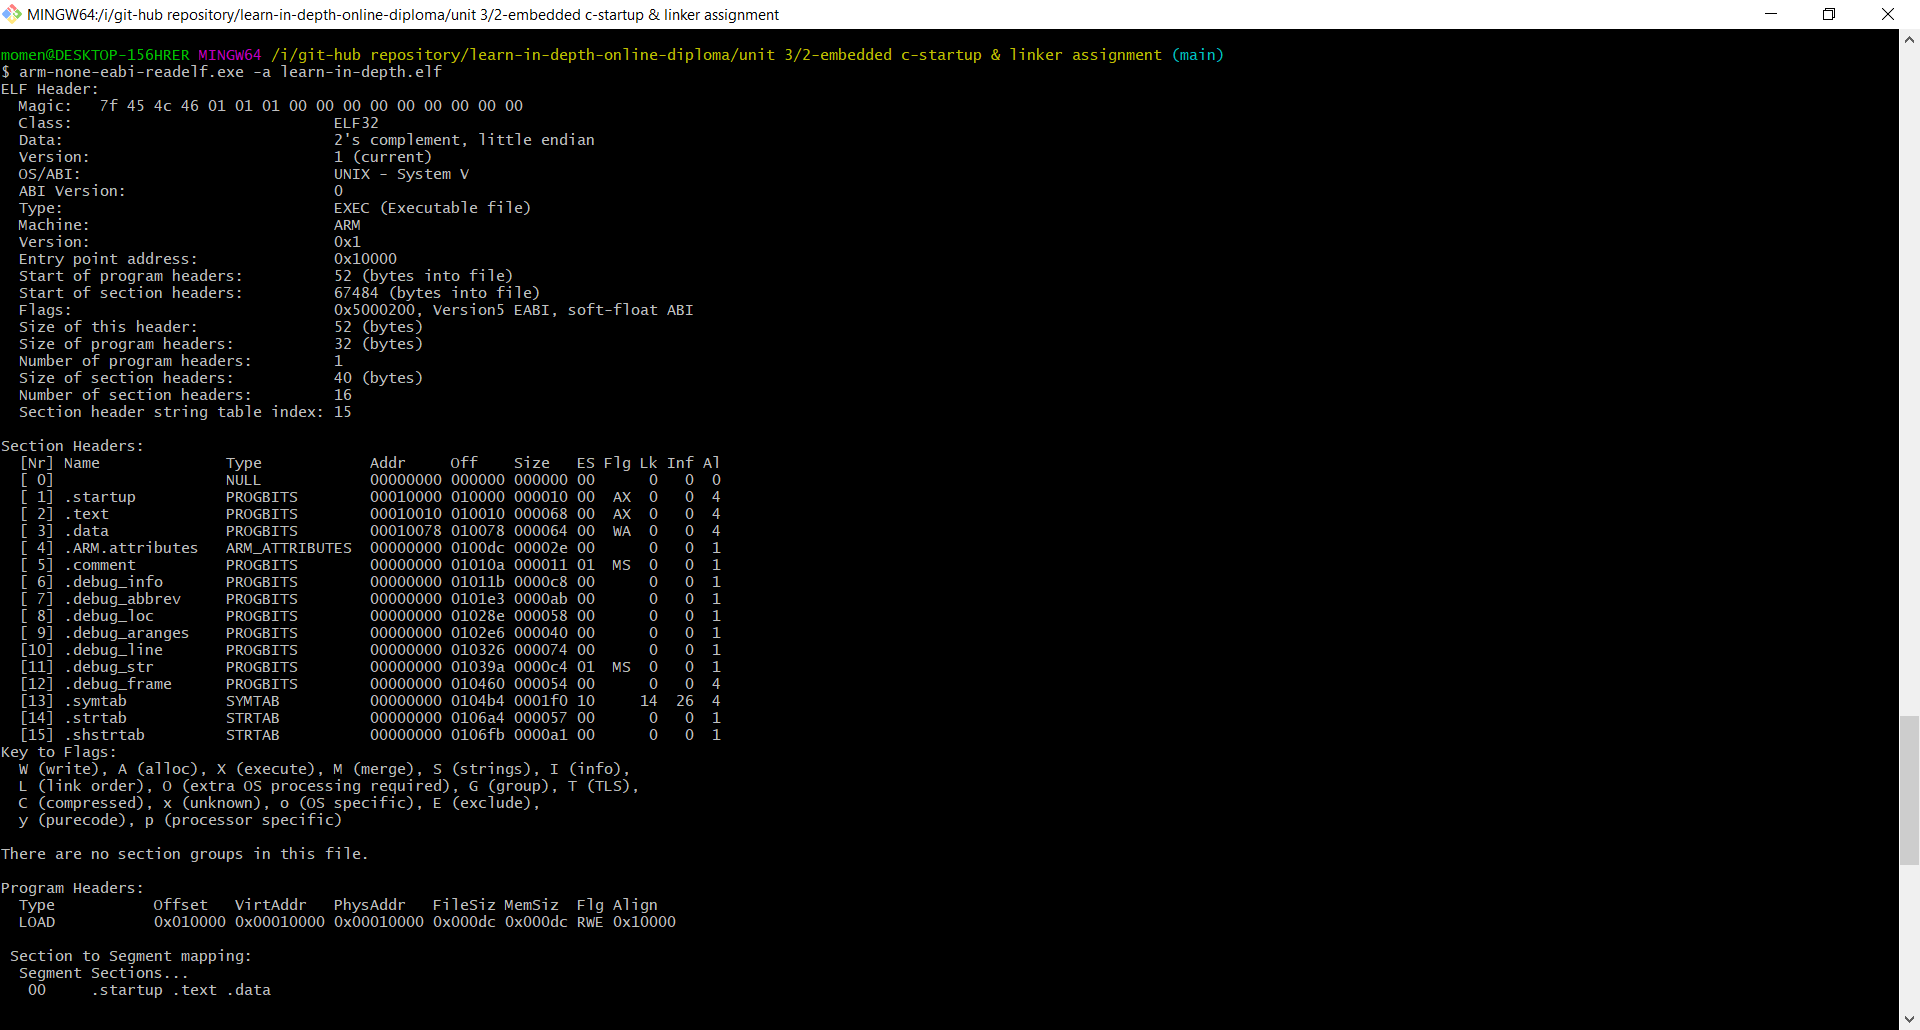 MINGW64:/i/git-hub repository/learn-in-depth-online-diploma/unit 3/2-embedded c-startup & linker assignment
momen@DESKTOP-156HRER MINGW64 /i/git-hub repository/learn-in-depth-online-diploma/unit 3/2-embedded c-startup & linker assignment (main)
$ arm-none-eabi-readelf.exe -a learn-in-depth.elf
ELF Header:
  Magic:   7f 45 4c 46 01 01 01 00 00 00 00 00 00 00 00 00
  Class:                             ELF32
  Data:                              2's complement, little endian
  Version:                           1 (current)
  OS/ABI:                            UNIX - System V
  ABI Version:                       0
  Type:                              EXEC (Executable file)
  Machine:                           ARM
  Version:                           0x1
  Entry point address:               0x10000
  Start of program headers:          52 (bytes into file)
  Start of section headers:          67484 (bytes into file)
  Flags:                             0x5000200, Version5 EABI, soft-float ABI
  Size of this header:               52 (bytes)
  Size of program headers:           32 (bytes)
  Number of program headers:         1
  Size of section headers:           40 (bytes)
  Number of section headers:         16
  Section header string table index: 15
Section Headers:
  [Nr] Name              Type            Addr     Off    Size   ES Flg Lk Inf Al
  [ 0]                   NULL            00000000 000000 000000 00      0   0  0
  [ 1] .startup          PROGBITS        00010000 010000 000010 00  AX  0   0  4
  [ 2] .text             PROGBITS        00010010 010010 000068 00  AX  0   0  4
  [ 3] .data             PROGBITS        00010078 010078 000064 00  WA  0   0  4
  [ 4] .ARM.attributes   ARM_ATTRIBUTES  00000000 0100dc 00002e 00      0   0  1
  [ 5] .comment          PROGBITS        00000000 01010a 000011 01  MS  0   0  1
  [ 6] .debug_info       PROGBITS        00000000 01011b 0000c8 00      0   0  1
  [ 7] .debug_abbrev     PROGBITS        00000000 0101e3 0000ab 00      0   0  1
  [ 8] .debug_loc        PROGBITS        00000000 01028e 000058 00      0   0  1
  [ 9] .debug_aranges    PROGBITS        00000000 0102e6 000040 00      0   0  1
  [10] .debug_line       PROGBITS        00000000 010326 000074 00      0   0  1
  [11] .debug_str        PROGBITS        00000000 01039a 0000c4 01  MS  0   0  1
  [12] .debug_frame      PROGBITS        00000000 010460 000054 00      0   0  4
  [13] .symtab           SYMTAB          00000000 0104b4 0001f0 10     14  26  4
  [14] .strtab           STRTAB          00000000 0106a4 000057 00      0   0  1
  [15] .shstrtab         STRTAB          00000000 0106fb 0000a1 00      0   0  1
Key to Flags:
  W (write), A (alloc), X (execute), M (merge), S (strings), I (info),
  L (link order), O (extra OS processing required), G (group), T (TLS),
  C (compressed), x (unknown), o (OS specific), E (exclude),
  y (purecode), p (processor specific)
There are no section groups in this file.
Program Headers:
  Type           Offset   VirtAddr   PhysAddr   FileSiz MemSiz  Flg Align
  LOAD           0x010000 0x00010000 0x00010000 0x000dc 0x000dc RWE 0x10000
 Section to Segment mapping:
  Segment Sections...
   00     .startup .text .data